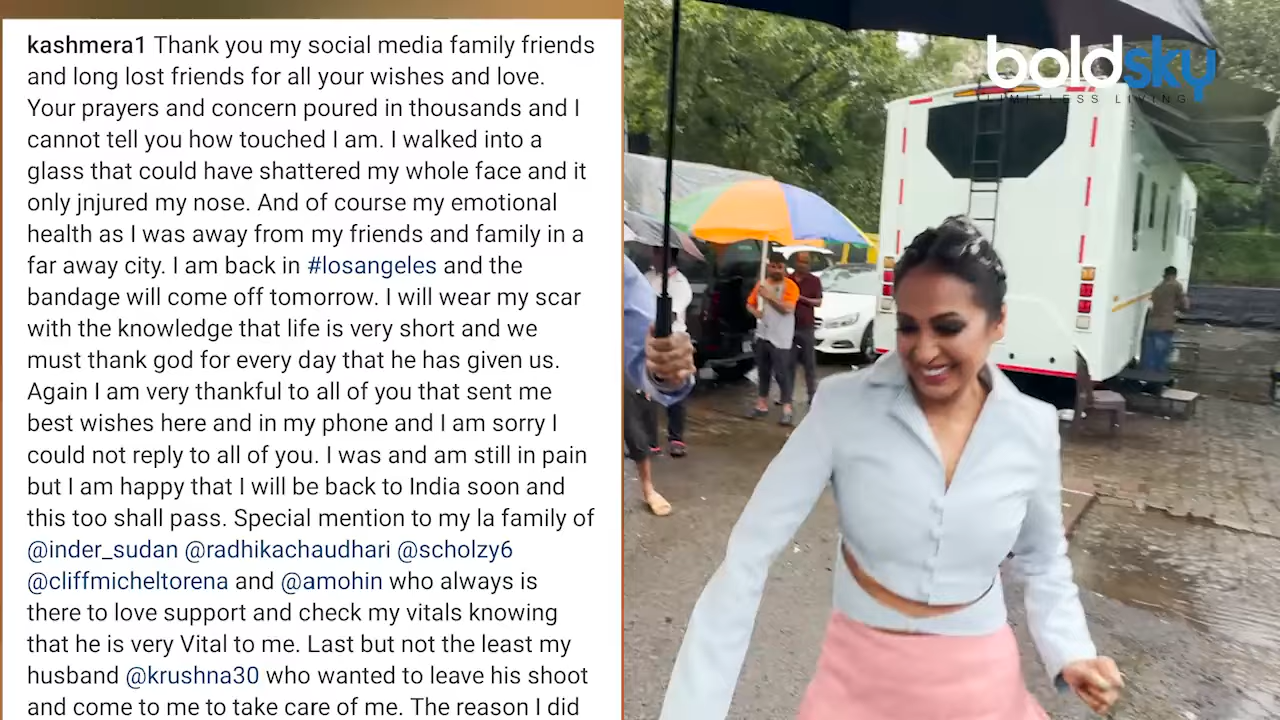 kashmera1 Thank you my social media family friends
and long lost friends for all your wishes and love.
Your prayers and concern poured in thousands and I
cannot tell you how touched I am. I walked into a
glass that could have shattered my whole face and it
only jnjured my nose. And of course my emotional
health as I was away from my friends and family in a
far away city. I am back in #losangeles and the
bandage will come off tomorrow. I will wear my scar
with the knowledge that life is very short and we
must thank god for every day that he has given us.
Again I am very thankful to all of you that sent me
best wishes here and in my phone and I am sorry I
could not reply to all of you. I was and am still in pain
but I am happy that I will be back to India soon and
this too shall pass. Special mention to my la family of
@inder_sudan @radhikachaudhari @scholzy6
@cliffmicheltorena and @amohin who always is
there to love support and check my vitals knowing
that he is very Vital to me. Last but not the least my
husband @krushna30 who wanted to leave his shoot
and come to me to take care of me. The reason I did
boldsky
LIMITLESS LIVING